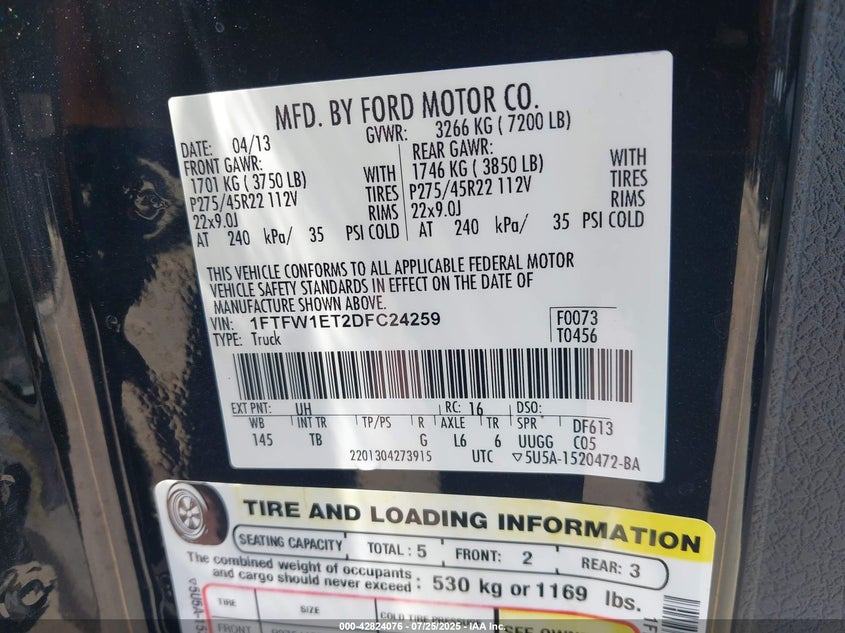 MFD. BY FORD MOTOR CO.
DATE: 04/13 GVWR: 3266 KG ( 7200 LB)
FRONT GAWR: REAR GAWR:
1701 KG ( 3750 LB) WITH 1746 KG ( 3850 LB) WITH
P275/45R22 112V TIRES P275/45R22 112V TIRES
22x9.0J RIMS 22x9.0J RIMS
AT 240 kPa/ 35 PSI COLD AT 240 kPa/ 35 PSI COLD
THIS VEHICLE CONFORMS TO ALL APPLICABLE FEDERAL MOTOR
VEHICLE SAFETY STANDARDS IN EFFECT ON THE DATE OF
MANUFACTURE SHOWN ABOVE.
VIN: 1FTFW1ET2DFC24259 F0073
TYPE: Truck T0456
EXT PNT: UH RC: 16 DSO:
WB INT TR TP/PS R AXLE TR SPR DF613
145 TB G L6 6 UUGG C05
2201304273915 UTC ▽5U5A-1520472-BA
TIRE AND LOADING INFORMATION
SEATING CAPACITY TOTAL : 5 FRONT: 2 REAR: 3
The combined weight of occupants
and cargo should never exceed : 530 kg or 1169 lbs.
TIRE SIZE COLD TIRE PRESSURE
FRONT
SEE OWN
000-42824076 - 07/25/2025 - IAA Inc.